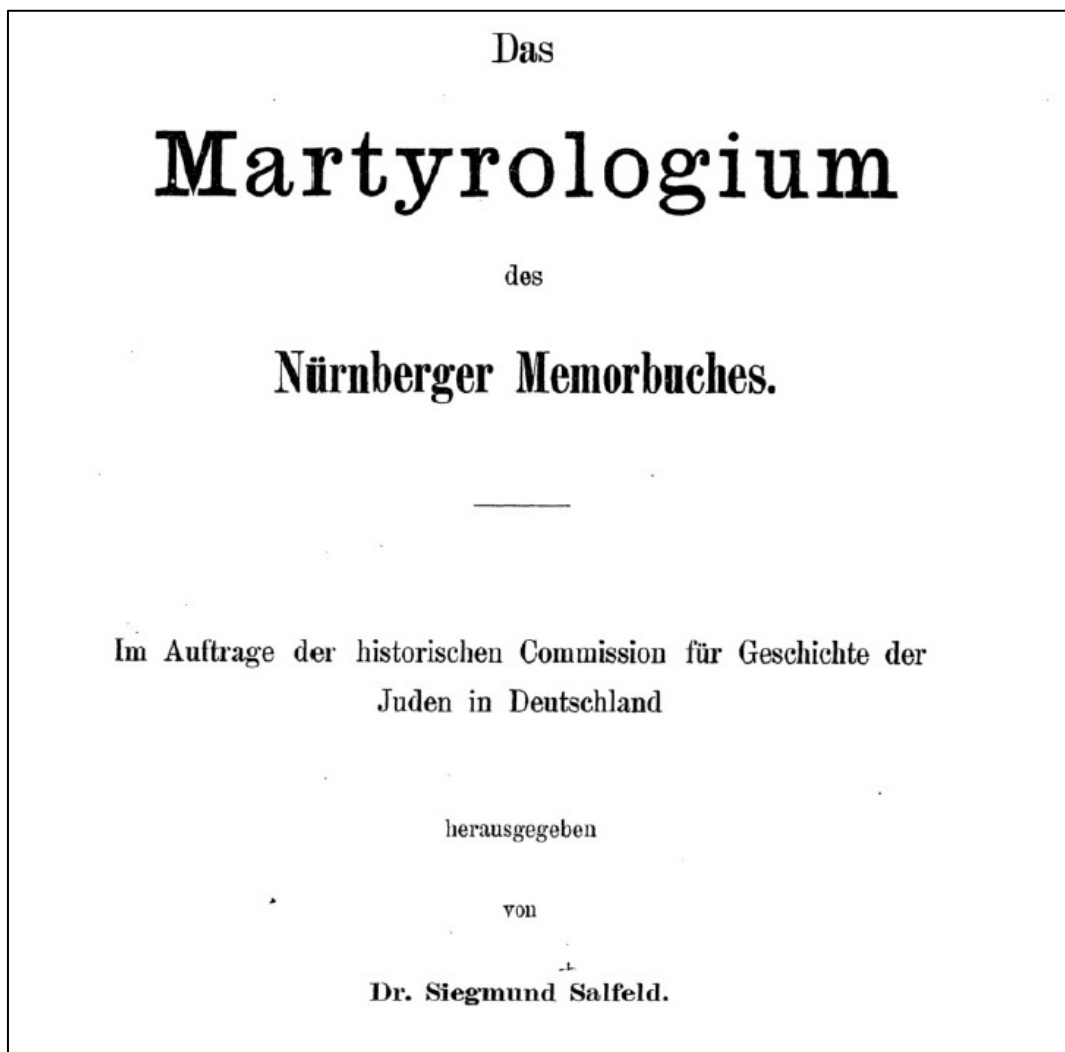 Das
Martyrologium
des
Nürnberger Memorbuches.
Im Auftrage der historischen Commission für Geschichte der
Juden in Deutschland
herausgegeben
von
Dr. Siegmund Salfeld.